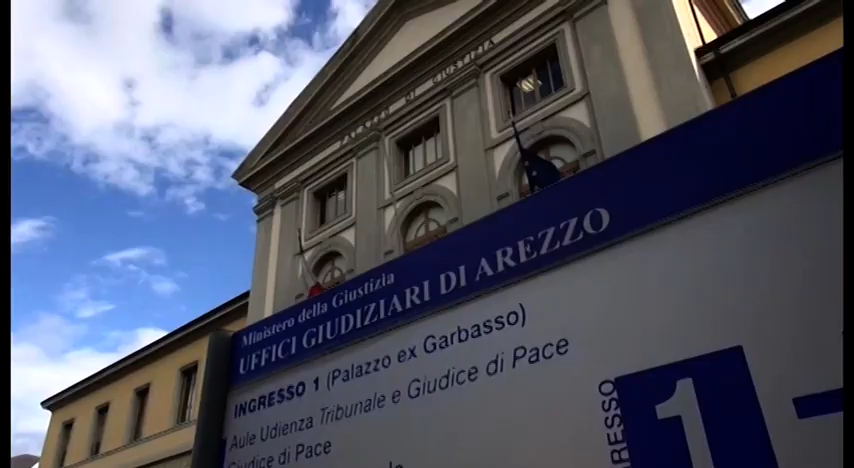 PALAZZO DI GIUSTIZIA
Ministero della Giustizia
UFFICI GIUDIZIARI DI AREZZO
INGRESSO 1 (Palazzo ex Garbasso)
Aule Udienza Tribunale e Giudice di Pace
Giudice di Pace
INGRESSO
1